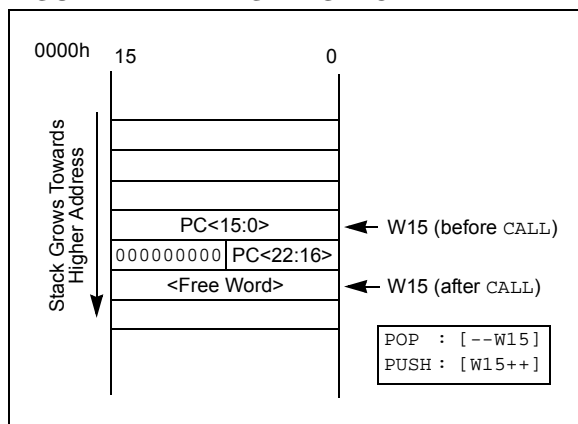 0000h
15 0
Stack Grows Towards
Higher Address
PC<15:0>
W15 (before CALL)
000000000 PC<22:16>
<Free Word>
W15 (after CALL)
POP : [--W15]
PUSH : [W15++]